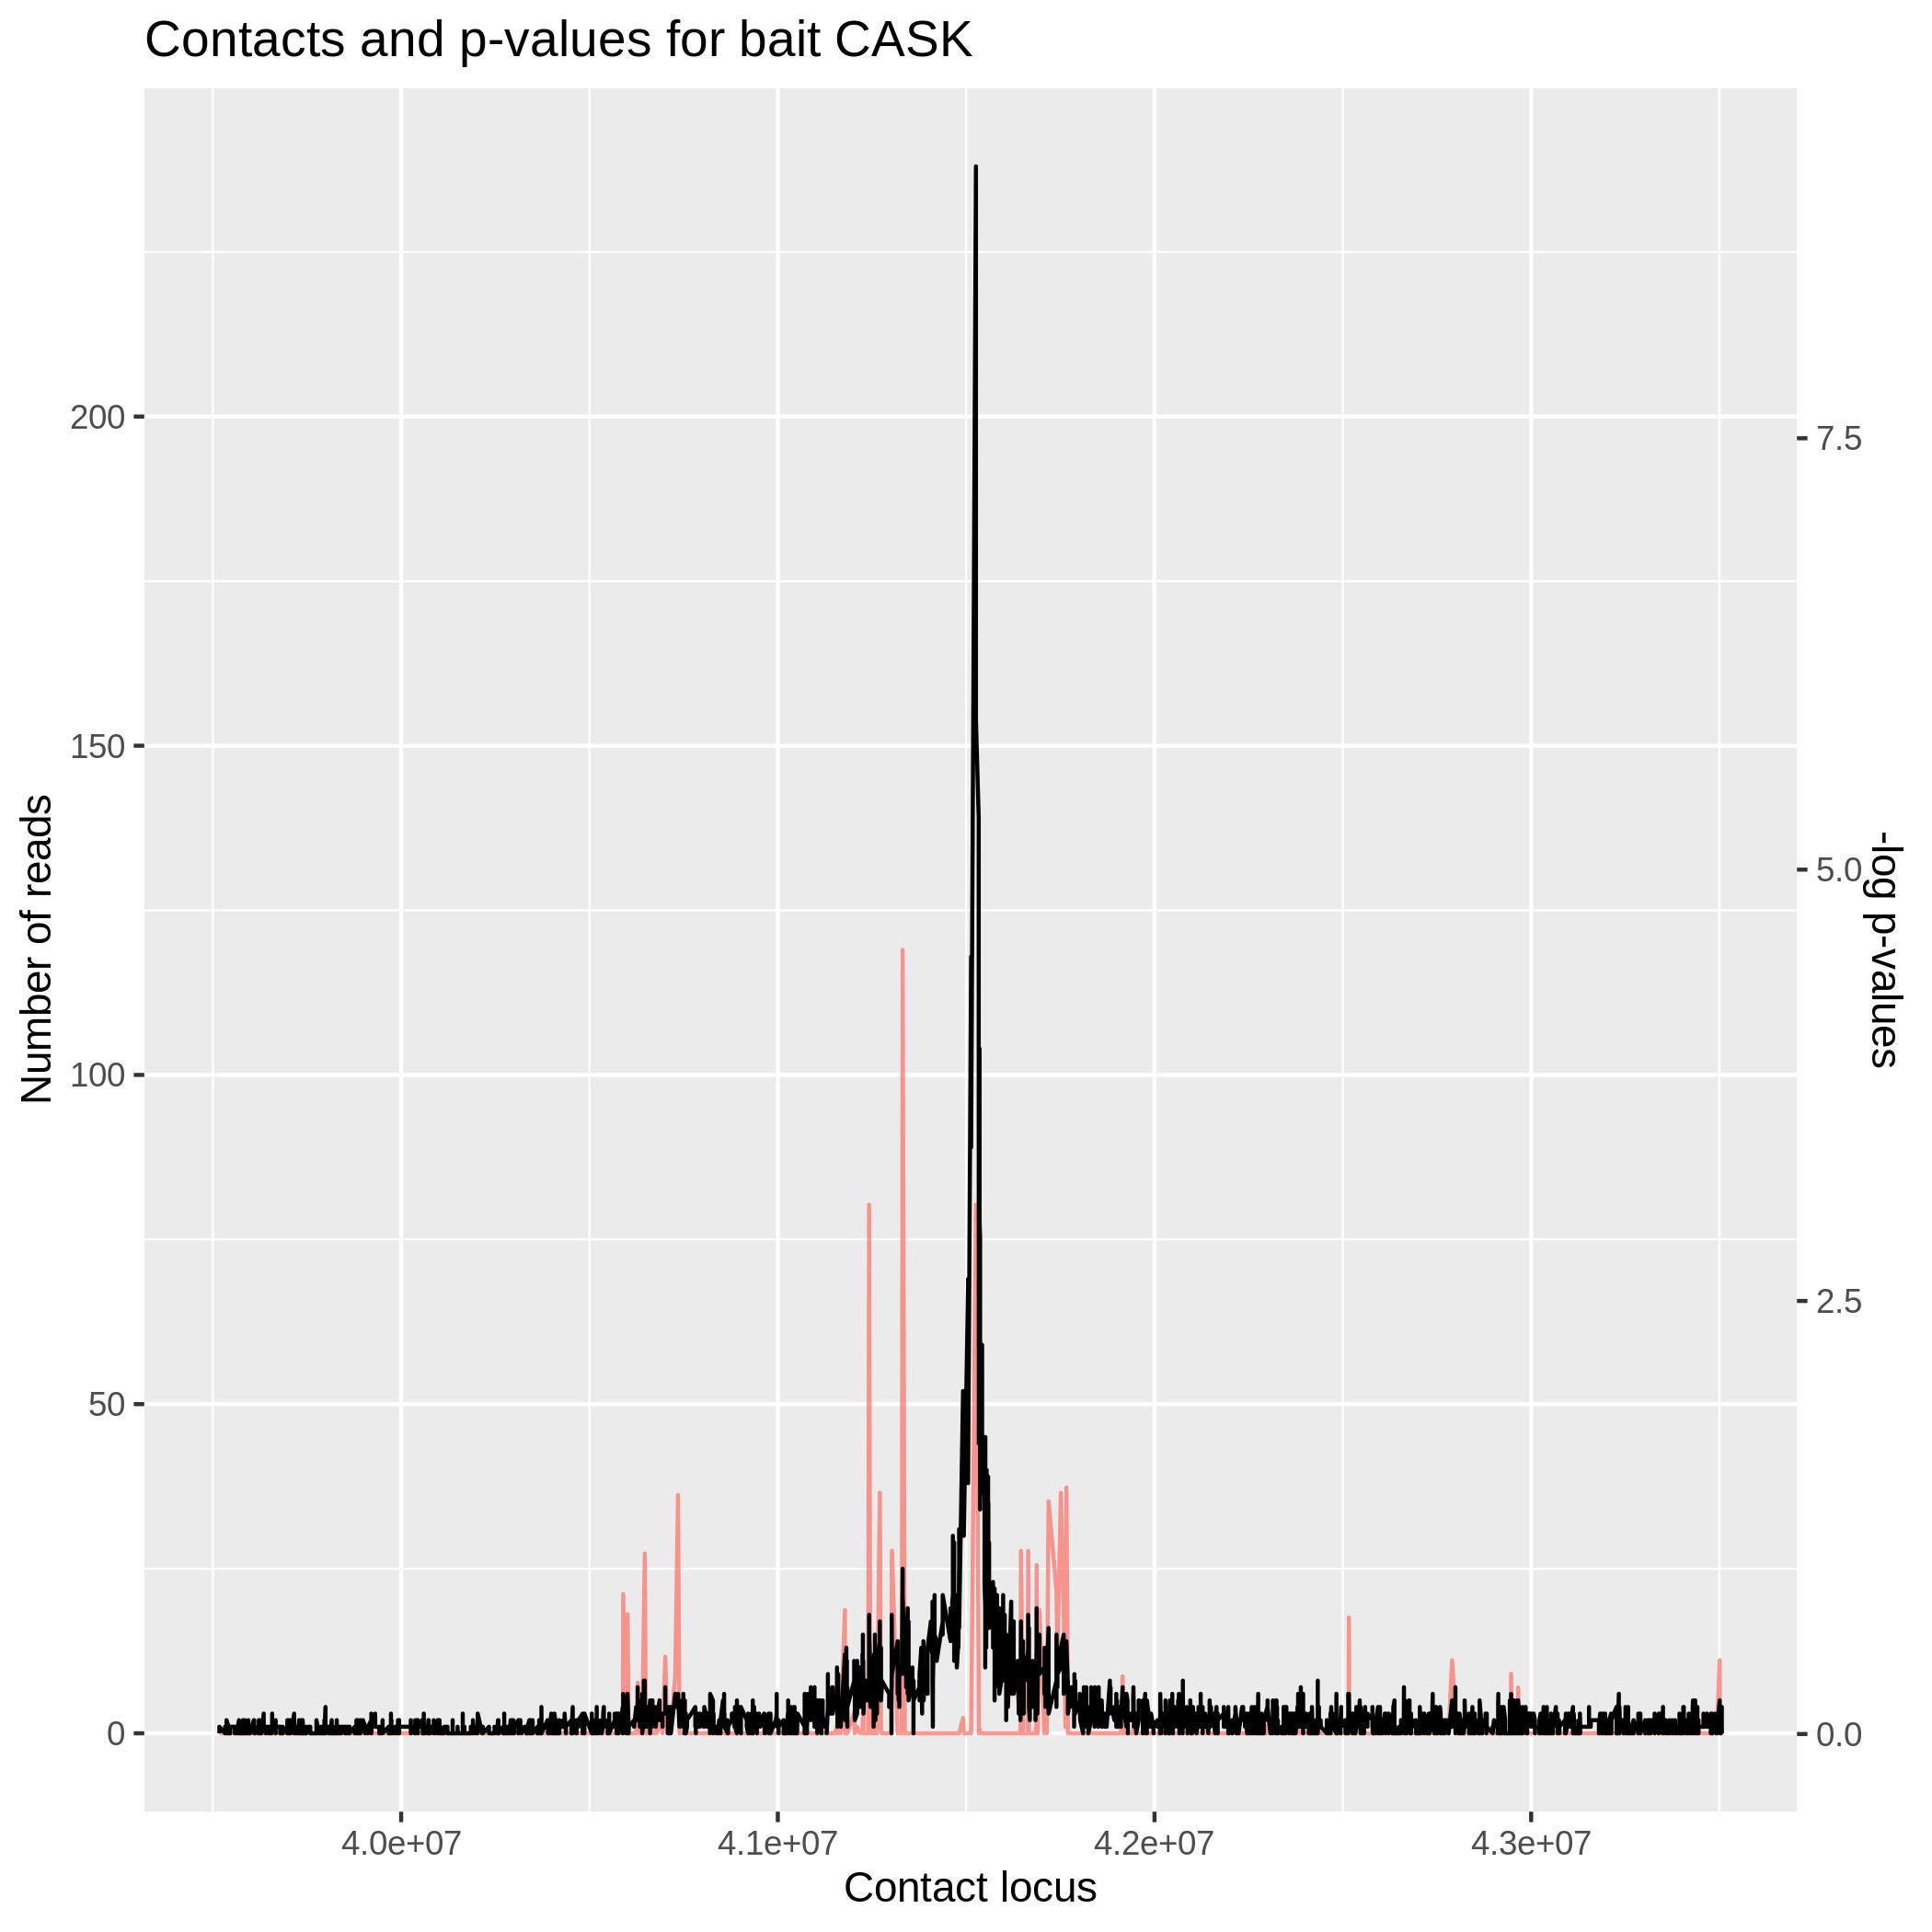 Contacts and p-values for bait CASK
Number of reads
200
150
100
50
0
7.5
5.0
2.5
0.0
-log p-values
4.0e+07
4.1e+07
4.2e+07
4.3e+07
Contact locus